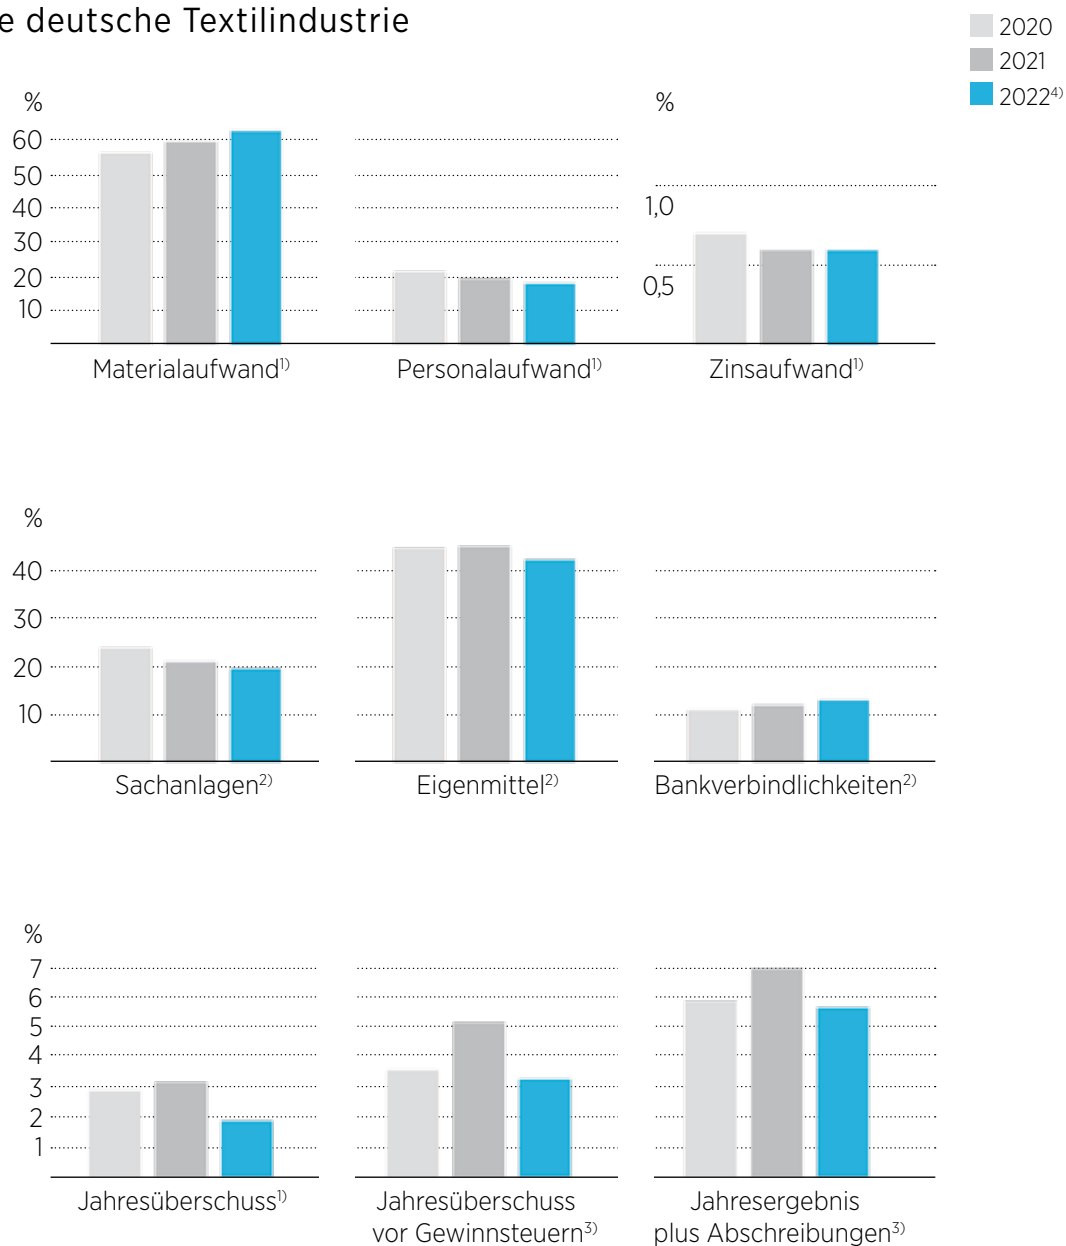 e deutsche Textilindustrie
2020
2021
2022⁴⁾
%
60
50
40
30
20
10
%
1,0
0,5
Materialaufwand¹⁾
Personalaufwand¹⁾
Zinsaufwand¹⁾
%
40
30
20
10
Sachanlagen²⁾
Eigenmittel²⁾
Bankverbindlichkeiten²⁾
%
7
6
5
4
3
2
1
Jahresüberschuss¹⁾
Jahresüberschuss
vor Gewinnsteuern³⁾
Jahresergebnis
plus Abschreibungen³⁾